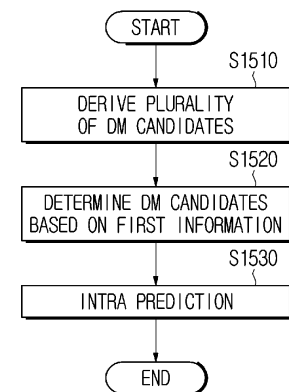 START
S1510
DERIVE PLURALITY
OF DM CANDIDATES
S1520
DETERMINE DM CANDIDATES
BASED ON FIRST INFORMATION
S1530
INTRA PREDICTION
END